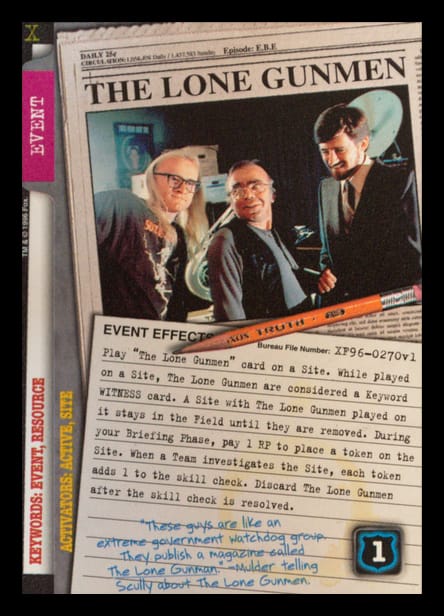 X
DAILY 25¢
CIRCULATION: 1,056,056 Daily / 1,457,583 Sunday Episode: E.B.E
THE LONE GUNMEN
EVENT
TM & © 1996 Fox.
KEYWORDS: EVENT, RESOURCE
ACTIVATORS: ACTIVE, SITE
TRUTH
EVENT EFFECTS
Bureau File Number: XF96-0270v1
Play "The Lone Gunmen" card on a Site. While played
on a Site, The Lone Gunmen are considered a Keyword
WITNESS card. A Site with The Lone Gunmen played on
it stays in the Field until they are removed. During
your Briefing Phase, pay 1 RP to place a token on the
Site. When a Team investigates the Site, each token
adds 1 to the skill check. Discard The Lone Gunmen
after the skill check is resolved.
"These guys are like an
extreme government watchdog group.
They publish a magazine called
The Lone Gunman." -Mulder telling
Scully about The Lone Gunmen.
1